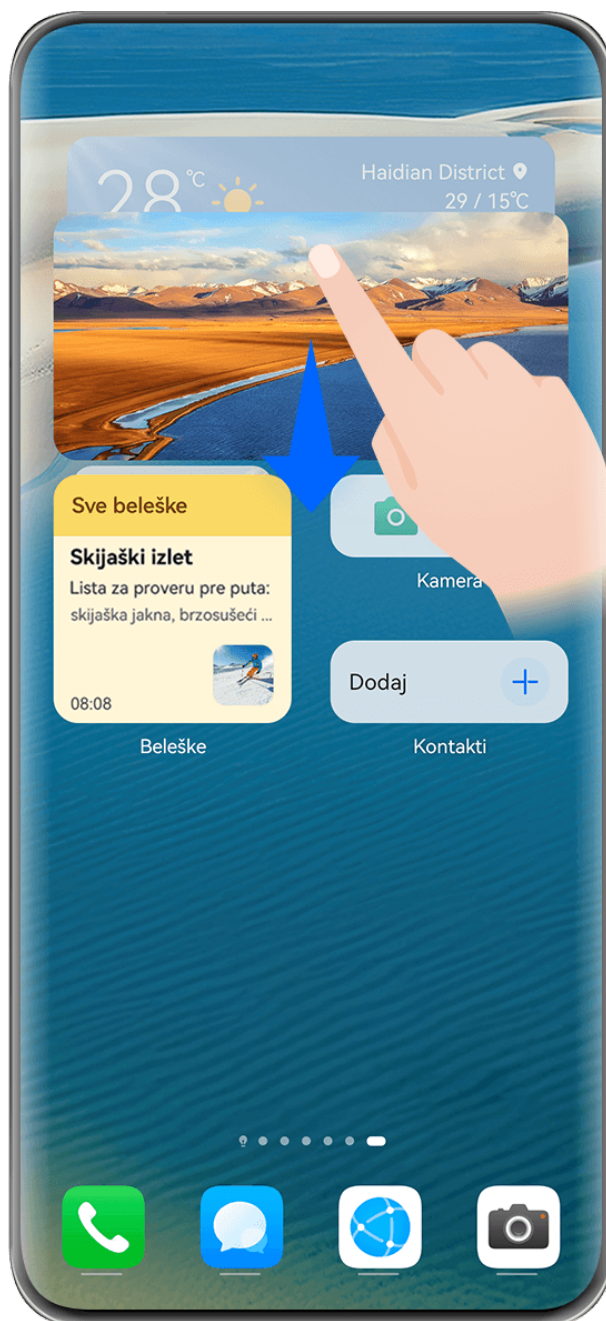 28°C
Haidian District
29 / 15°C
Sve beleške
Skijaški izlet
Lista za proveru pre puta:
skijaška jakna, brzosušeći ...
08:08
Beleške
Kamera
Dodaj
Kontakti